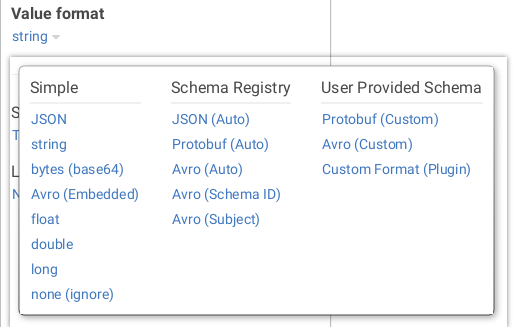 Value format
string
Simple
JSON
string
bytes (base64)
Avro (Embedded)
float
double
long
none (ignore)
Schema Registry
JSON (Auto)
Protobuf (Auto)
Avro (Auto)
Avro (Schema ID)
Avro (Subject)
User Provided Schema
Protobuf (Custom)
Avro (Custom)
Custom Format (Plugin)